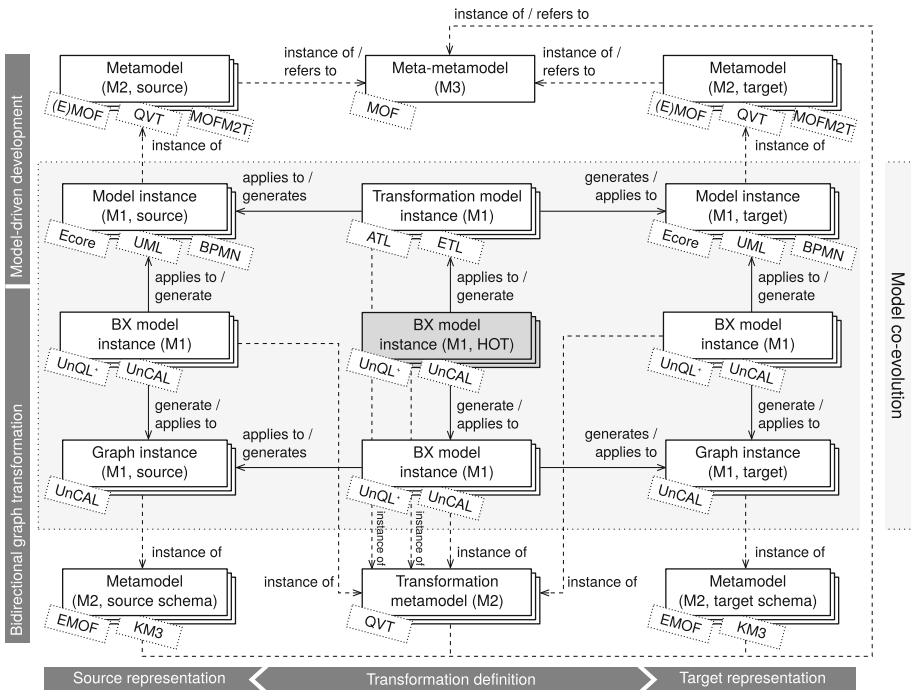 instance of / refers to
Metamodel
(M2, source)
(E)MOF
QVT
MOFM2T
instance of /
refers to
Meta-metamodel
(M3)
MOF
instance of /
refers to
Metamodel
(M2, target)
(E)MOF
QVT
MOFM2T
instance of
instance of
Model instance
(M1, source)
Ecore
UML
BPMN
applies to /
generates
Transformation model
instance (M1)
ATL
ETL
generates /
applies to
Model instance
(M1, target)
Ecore
UML
BPMN
applies to /
generate
applies to /
generate
applies to /
generate
BX model
instance (M1)
UnQL+
UnCAL
BX model
instance (M1, HOT)
UnQL+
UnCAL
BX model
instance (M1)
UnQL+
UnCAL
generate /
applies to
generate /
applies to
generate /
applies to
Graph instance
(M1, source)
UnCAL
applies to /
generates
BX model
instance (M1)
UnQL+
UnCAL
generates /
applies to
Graph instance
(M1, target)
UnCAL
instance of
instance of
instance of
instance of
instance of
instance of
instance of
Metamodel
(M2, source schema)
EMOF
KM3
Transformation
metamodel (M2)
QVT
Metamodel
(M2, target schema)
EMOF
KM3
Model-driven development
Bidirectional graph transformation
Model co-evolution
Source representation
Transformation definition
Target representation